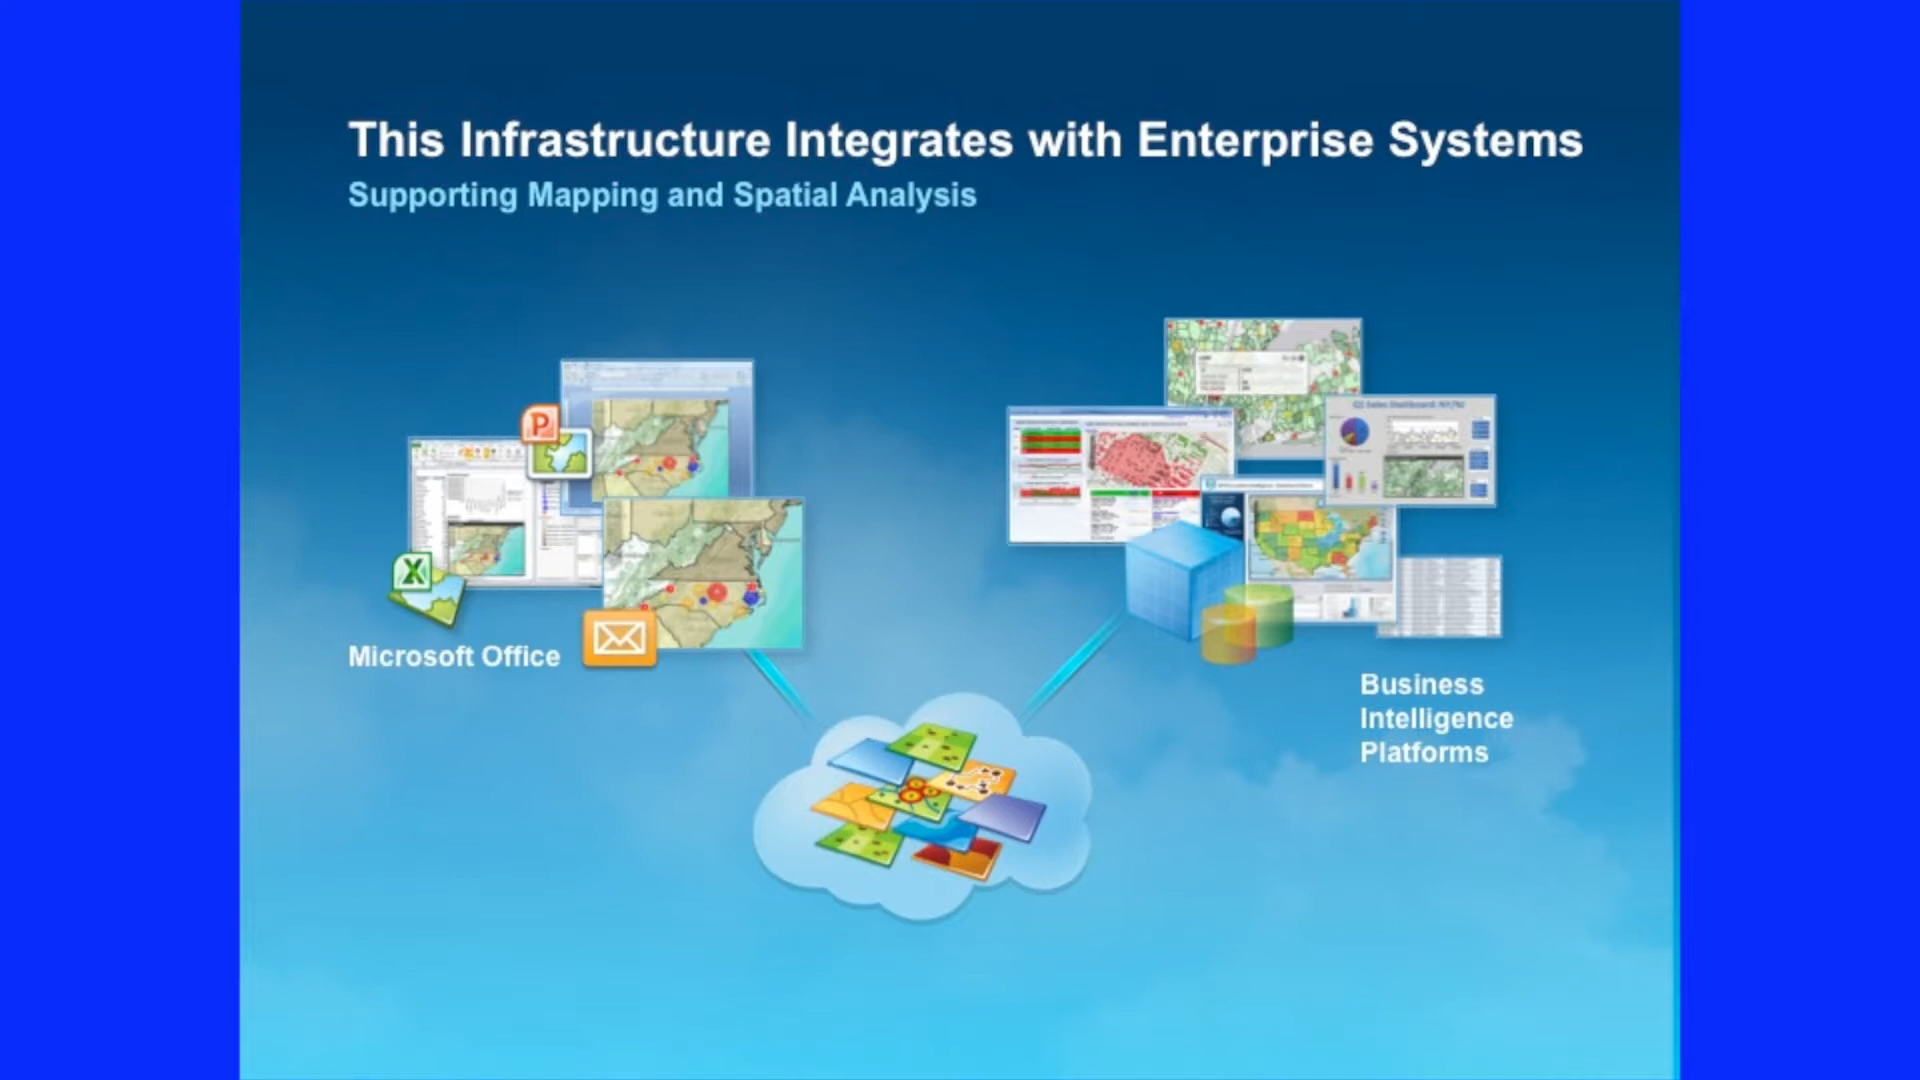 This Infrastructure Integrates with Enterprise Systems
Supporting Mapping and Spatial Analysis
P
X
Microsoft Office
Business
Intelligence
Platforms